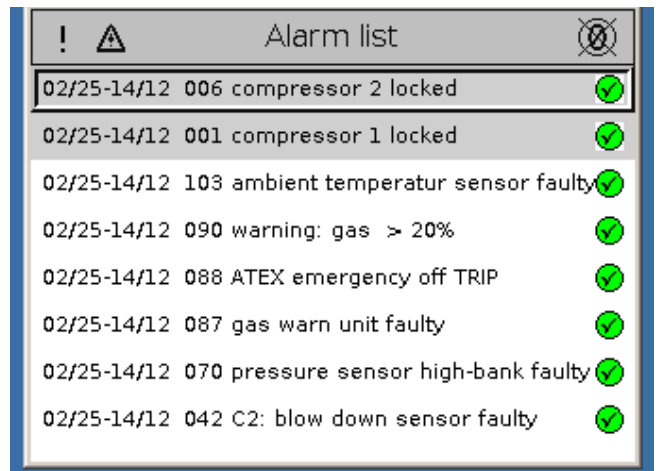 ! Alarm list
02/25-14/12 006 compressor 2 locked
02/25-14/12 001 compressor 1 locked
02/25-14/12 103 ambient temperatur sensor faulty
02/25-14/12 090 warning: gas > 20%
02/25-14/12 088 ATEX emergency off TRIP
02/25-14/12 087 gas warn unit faulty
02/25-14/12 070 pressure sensor high-bank faulty
02/25-14/12 042 C2: blow down sensor faulty